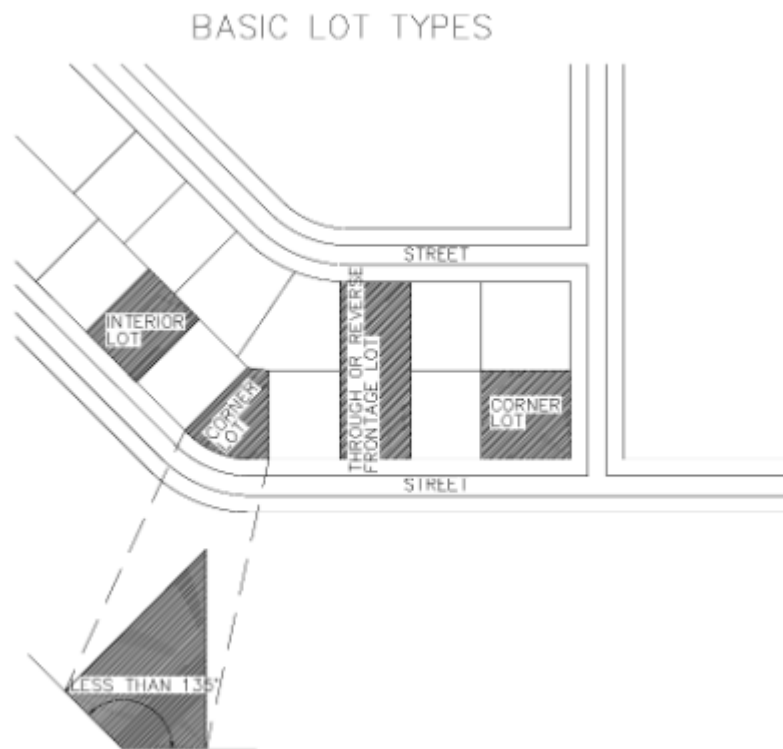 BASIC LOT TYPES
STREET
INTERIOR
LOT
THROUGH OR REVERSE
FRONTAGE LOT
CORNER
LOT
CORNER
LOT
STREET
LESS THAN 135°